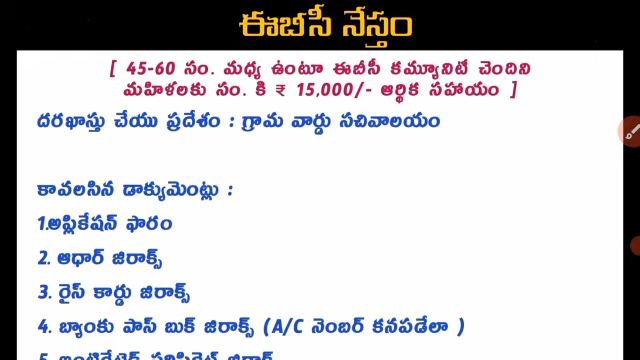 ఈబీసీ నేస్తం
[ 45-60 సం. మధ్య ఉంటూ ఈబీసీ కమ్యూనిటీ చెందిని
మహిళలకు సం. కి ₹ 15,000/- ఆర్థిక సహాయం ]
దరఖాస్తు చేయు ప్రదేశం : గ్రామ వార్డు సచివాలయం
కావలసిన డాక్యుమెంట్లు :
1.అప్లికేషన్ ఫారం
2. ఆధార్ జిరాక్స్
3. రైస్ కార్డు జిరాక్స్
4. బ్యాంకు పాస్ బుక్ జిరాక్స్ (A/C నెంబర్ కనపడేలా )